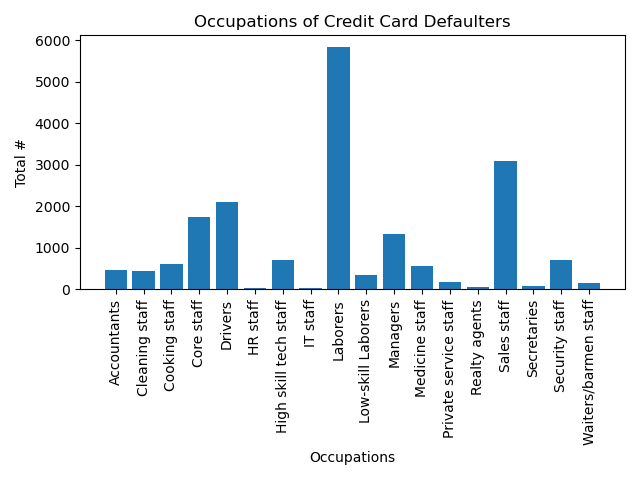 Occupations of Credit Card Defaulters
Total #
6000
5000
4000
3000
2000
1000
0
Accountants
Cleaning staff
Cooking staff
Core staff
Drivers
HR staff
High skill tech staff
IT staff
Laborers
Low-skill Laborers
Managers
Medicine staff
Private service staff
Realty agents
Sales staff
Secretaries
Security staff
Waiters/barmen staff
Occupations